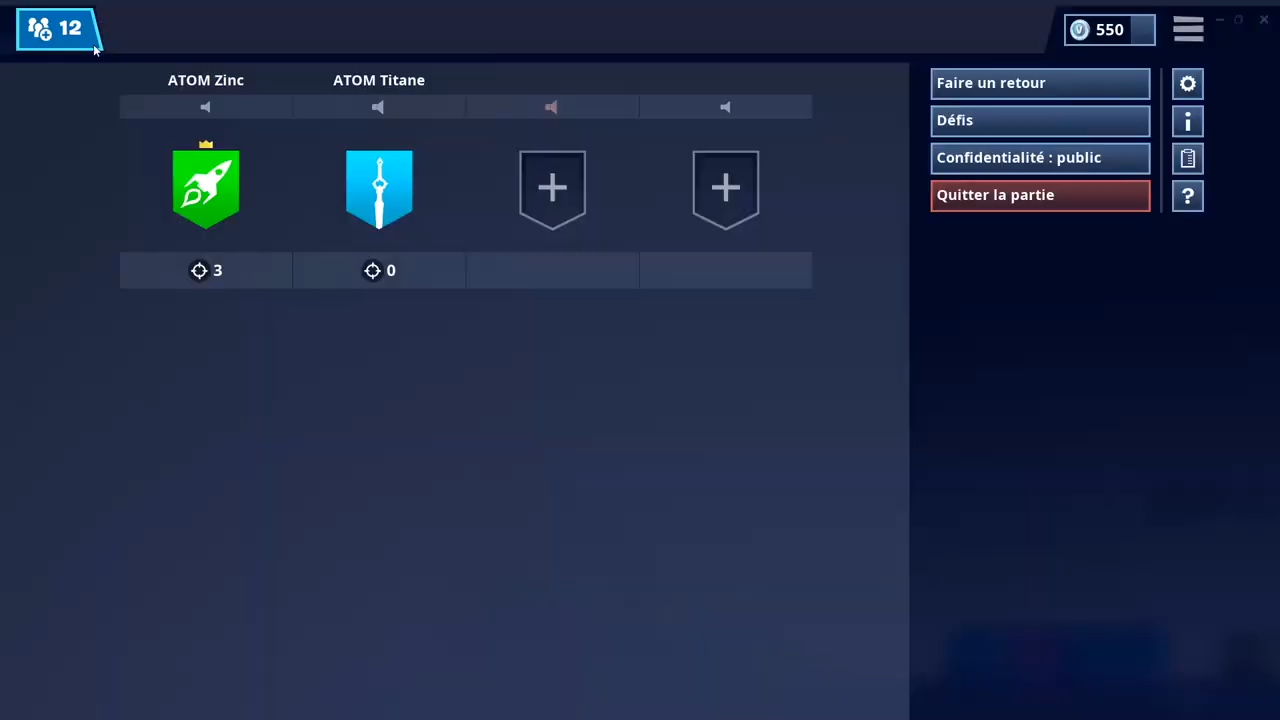 12
550
ATOM Zinc
ATOM Titane
3
0
Faire un retour
Défis
Confidentialité : public
Quitter la partie